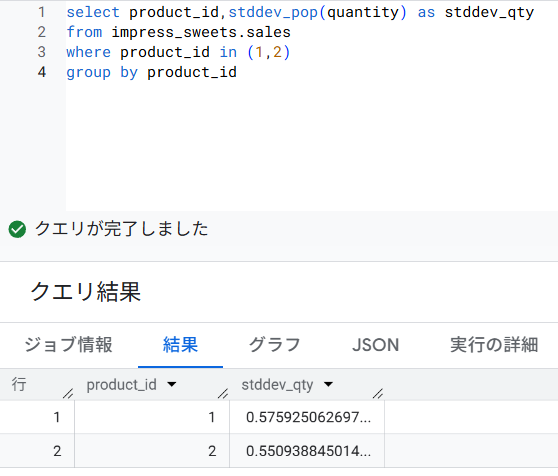 1 select product_id,stddev_pop(quantity) as stddev_qty
2 from impress_sweets.sales
3 where product_id in (1,2)
4 group by product_id
クエリが完了しました
クエリ結果
ジョブ情報 結果 グラフ JSON 実行の詳細
行 product_id stddev_qty
1 1 0.575925062697...
2 2 0.550938845014...